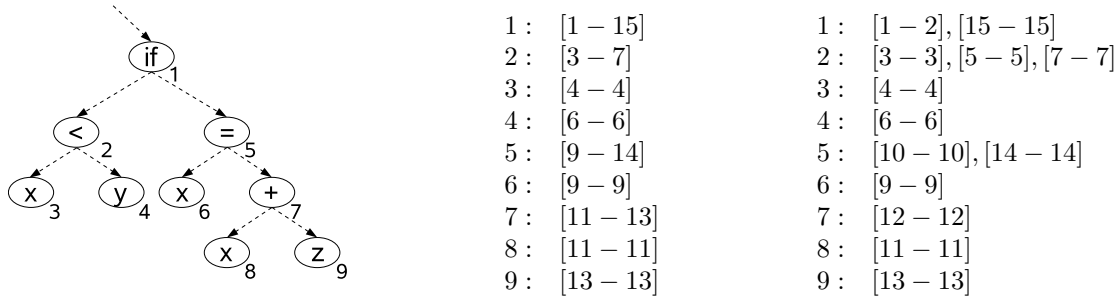 if
1
<
2
=
5
x
3
y
4
x
6
+
7
x
8
z
9
1 : [1 − 15]
2 : [3 − 7]
3 : [4 − 4]
4 : [6 − 6]
5 : [9 − 14]
6 : [9 − 9]
7 : [11 − 13]
8 : [11 − 11]
9 : [13 − 13]
1 : [1 − 2], [15 − 15]
2 : [3 − 3], [5 − 5], [7 − 7]
3 : [4 − 4]
4 : [6 − 6]
5 : [10 − 10], [14 − 14]
6 : [9 − 9]
7 : [12 − 12]
8 : [11 − 11]
9 : [13 − 13]